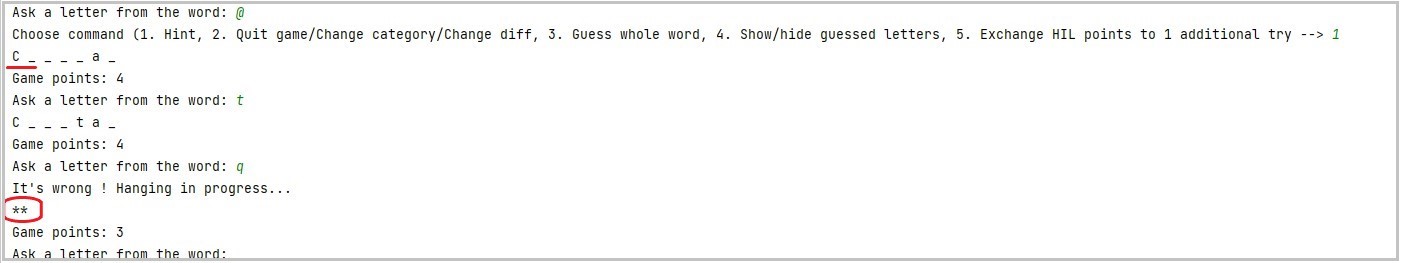 Ask a letter from the word: @
Choose command (1. Hint, 2. Quit game/Change category/Change diff, 3. Guess whole word, 4. Show/hide guessed letters, 5. Exchange HIL points to 1 additional try --> 1
C _ _ _ _ a _
Game points: 4
Ask a letter from the word: t
C _ _ _ t a _
Game points: 4
Ask a letter from the word: q
It's wrong ! Hanging in progress...
**
Game points: 3
Ask a letter from the word: